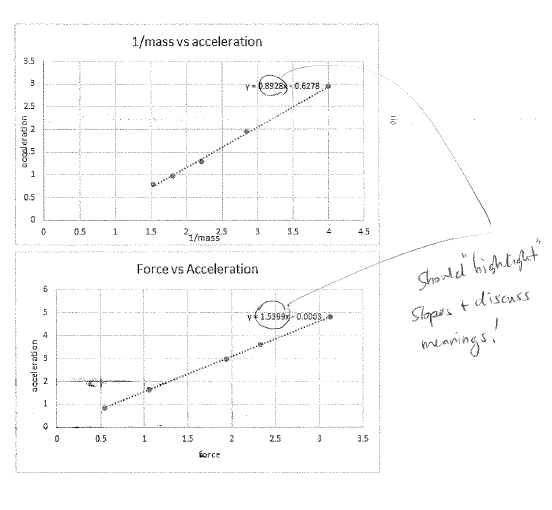 1/mass vs acceleration
3.5
3
2.5
2
1.5
1
0.5
0
acceleration
y = 0.8928x - 0.6278
0 0.5 1 1.5 2 2.5 3 3.5 4 4.5
1/mass
Force vs Acceleration
6
5
4
3
2
1
0
acceleration
y = 1.5399x - 0.0003
0 0.5 1 1.5 2 2.5 3 3.5
force
Should "highlight"
slopes + discuss
meanings!